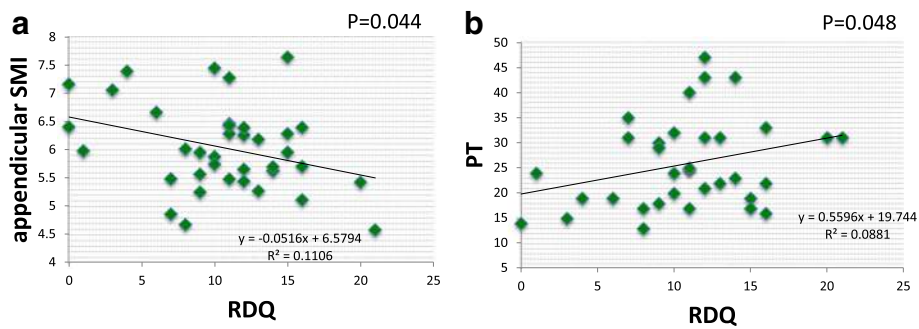 a
P=0.044
appendicular SMI
8
7.5
7
6.5
6
5.5
5
4.5
4
y = -0.0516x + 6.5794
R² = 0.1106
0 5 10 15 20 25
RDQ
b
P=0.048
PT
50
45
40
35
30
25
20
15
10
5
y = 0.5596x + 19.744
R² = 0.0881
0 5 10 15 20 25
RDQ